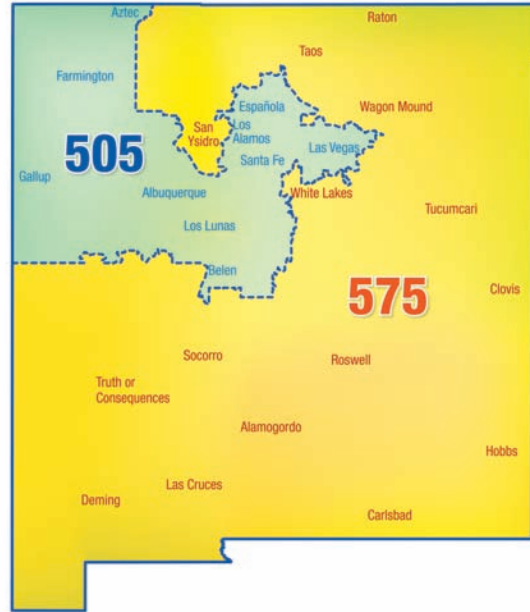 Aztec
Raton
Taos
Farmington
Española
Wagon Mound
Los
Alamos
San
Ysidro
505
Las Vegas
Santa Fe
Gallup
Albuquerque
White Lakes
Tucumcari
Los Lunas
Belen
575
Clovis
Socorro
Roswell
Truth or
Consequences
Alamogordo
Hobbs
Las Cruces
Deming
Carlsbad